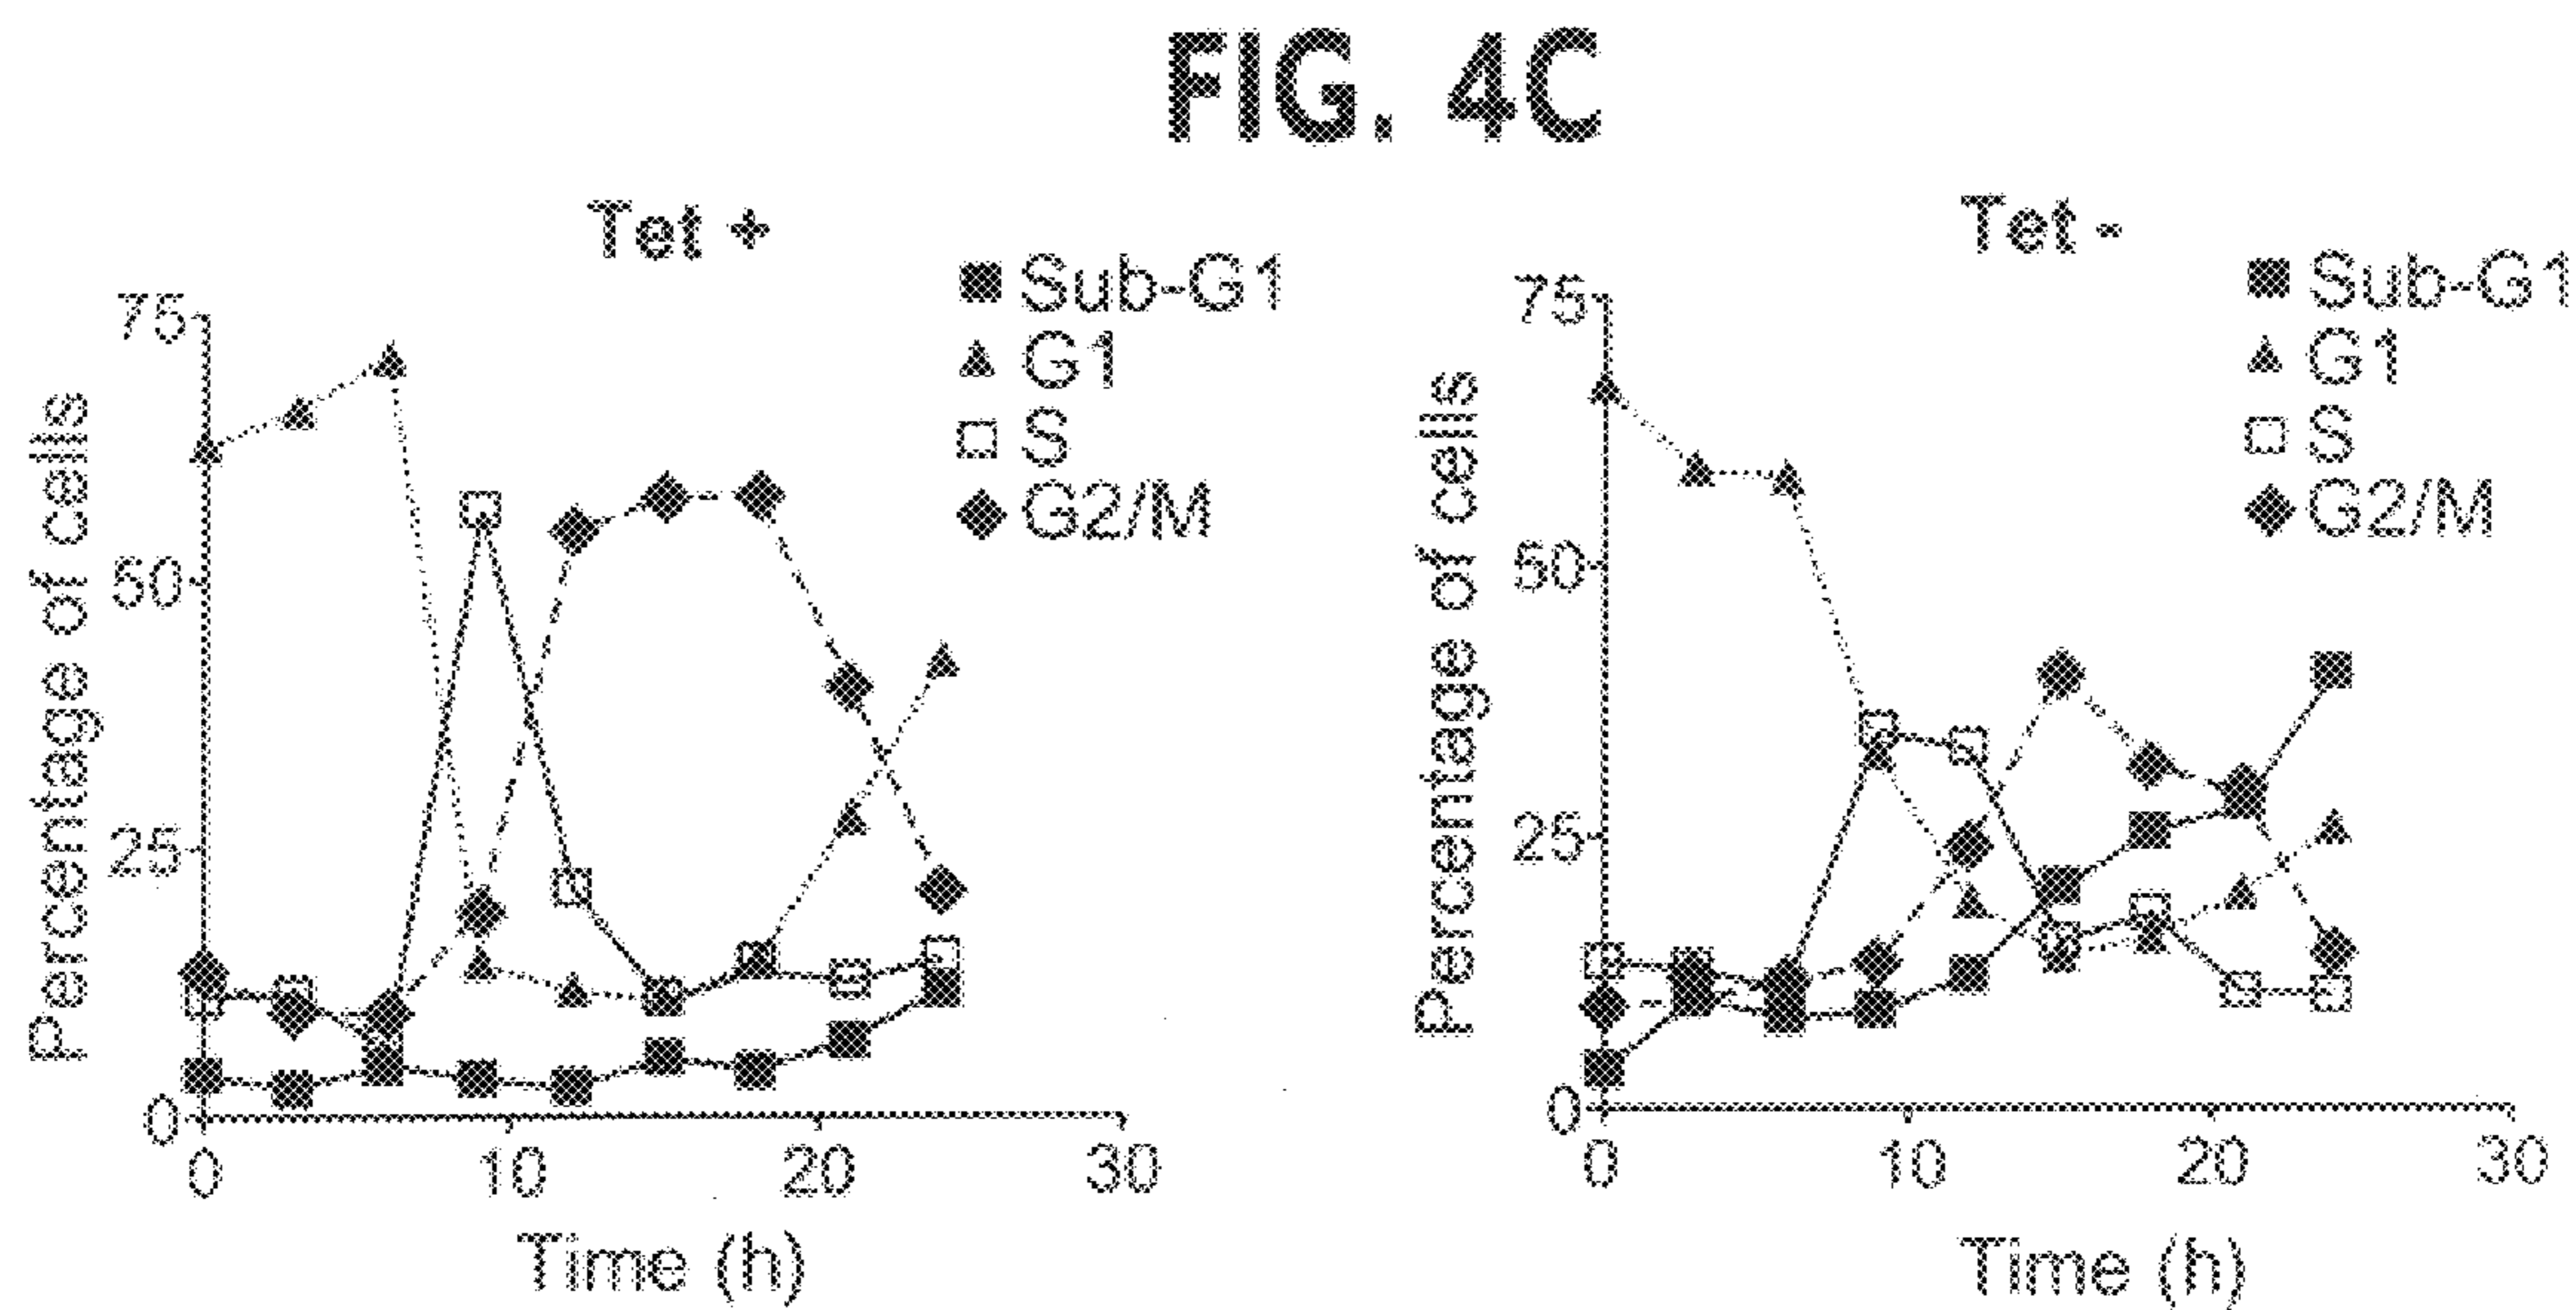 FIG. 4C
Tet +
Sub-G1
G1
S
G2/M
75
50
25
0
Percentage of cells
0
10
20
30
Time (h)
Tet -
Sub-G1
G1
S
G2/M
75
50
25
0
Percentage of cells
0
10
20
30
Time (h)